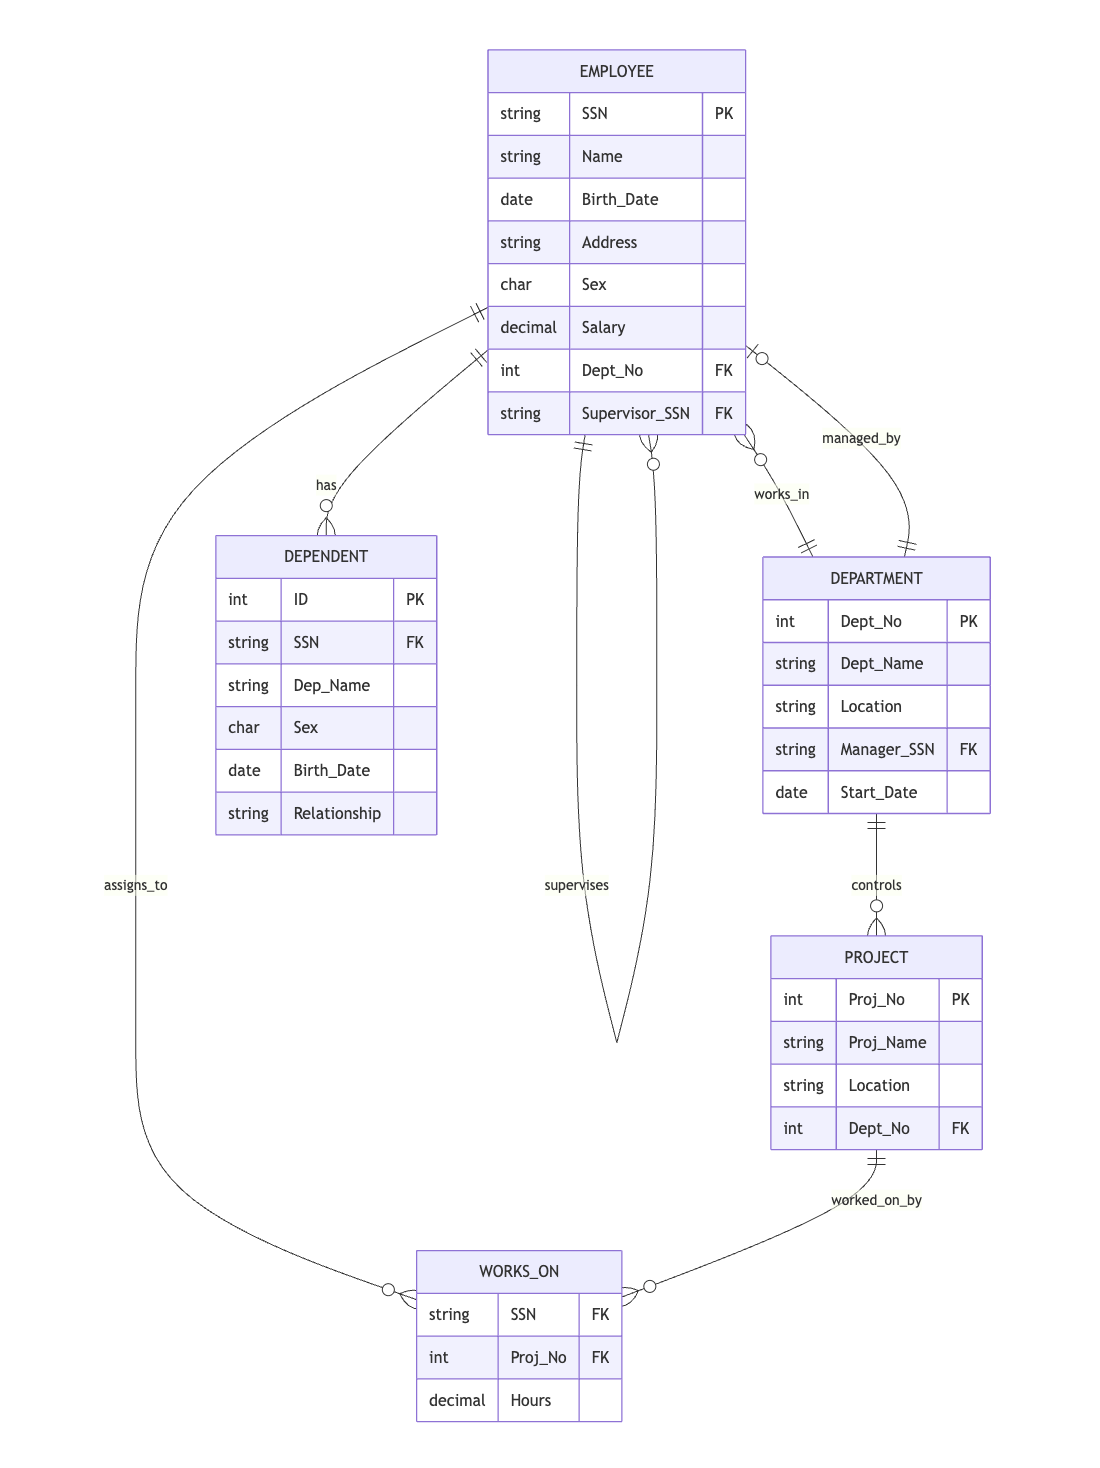 EMPLOYEE
string SSN PK
string Name
date Birth_Date
string Address
char Sex
decimal Salary
int Dept_No FK
string Supervisor_SSN FK
managed_by
has
works_in
DEPENDENT
int ID PK
string SSN FK
string Dep_Name
char Sex
date Birth_Date
string Relationship
DEPARTMENT
int Dept_No PK
string Dept_Name
string Location
string Manager_SSN FK
date Start_Date
assigns_to
supervises
controls
PROJECT
int Proj_No PK
string Proj_Name
string Location
int Dept_No FK
worked_on_by
WORKS_ON
string SSN FK
int Proj_No FK
decimal Hours